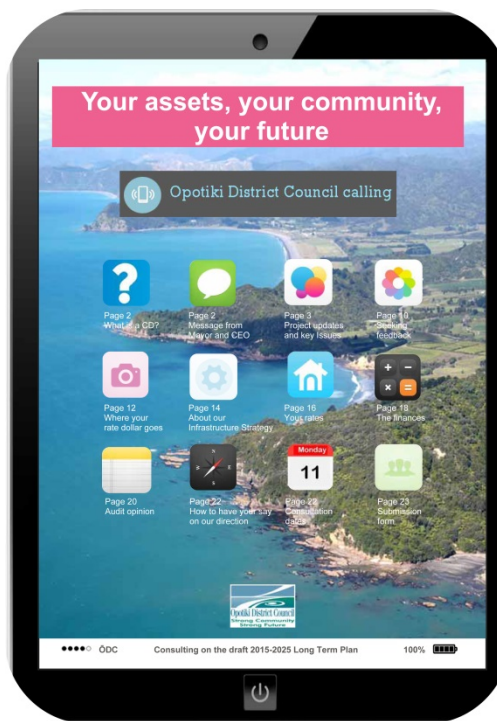 Your assets, your community,
your future
Opotiki District Council calling
Page 2
What is a CD?
Page 2
Message from
Mayor and CEO
Page 3
Project updates
and key Issues
Page 10
Seeking
feedback
Page 12
Where your
rate dollar goes
Page 14
About our
Infrastructure Strategy
Page 16
Your rates
Page 18
The finances
Monday
11
Page 20
Audit opinion
Page 22
How to have your say
on our direction
Page 22
Consultation
dates
Page 23
Submission
form
Opotiki District Council
Strong Community
Strong Future
ŌDC
Consulting on the draft 2015-2025 Long Term Plan
100%